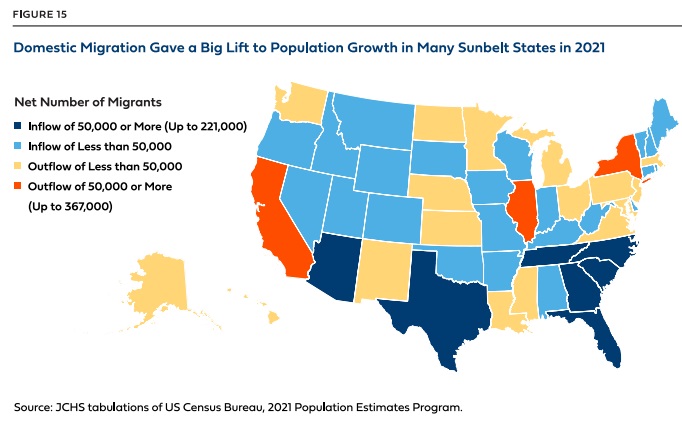 FIGURE 15
Domestic Migration Gave a Big Lift to Population Growth in Many Sunbelt States in 2021
Net Number of Migrants
Inflow of 50,000 or More (Up to 221,000)
Inflow of Less than 50,000
Outflow of Less than 50,000
Outflow of 50,000 or More
(Up to 367,000)
Source: JCHS tabulations of US Census Bureau, 2021 Population Estimates Program.